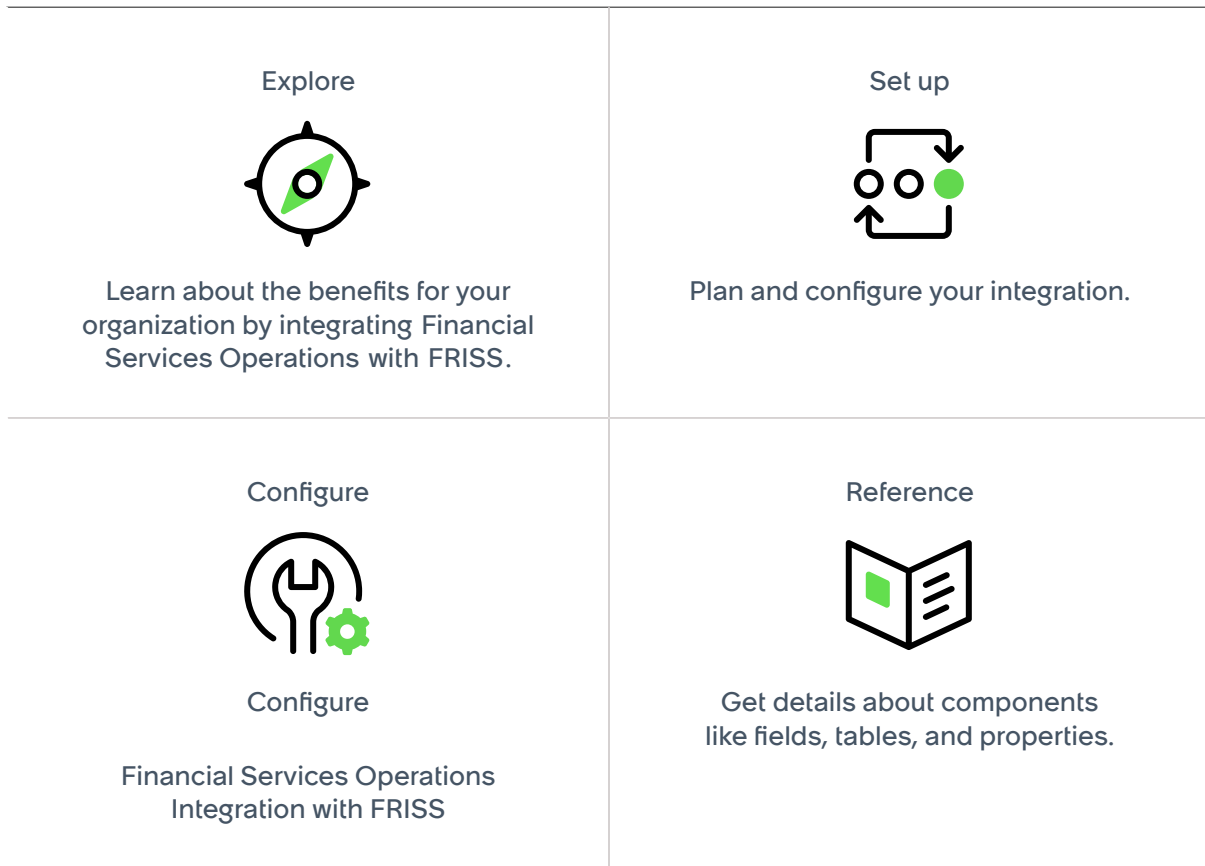 Explore
Learn about the benefits for your
organization by integrating Financial
Services Operations with FRISS.
Set up
Plan and configure your integration.
Configure
Configure
Financial Services Operations
Integration with FRISS
Reference
Get details about components
like fields, tables, and properties.